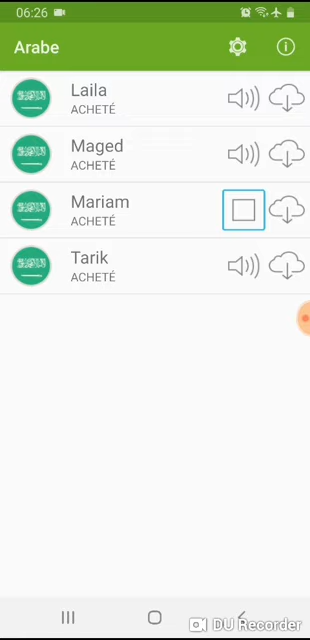 06:26
Arabe
Laila
ACHETÉ
Maged
ACHETÉ
Mariam
ACHETÉ
Tarik
ACHETÉ
DU Recorder